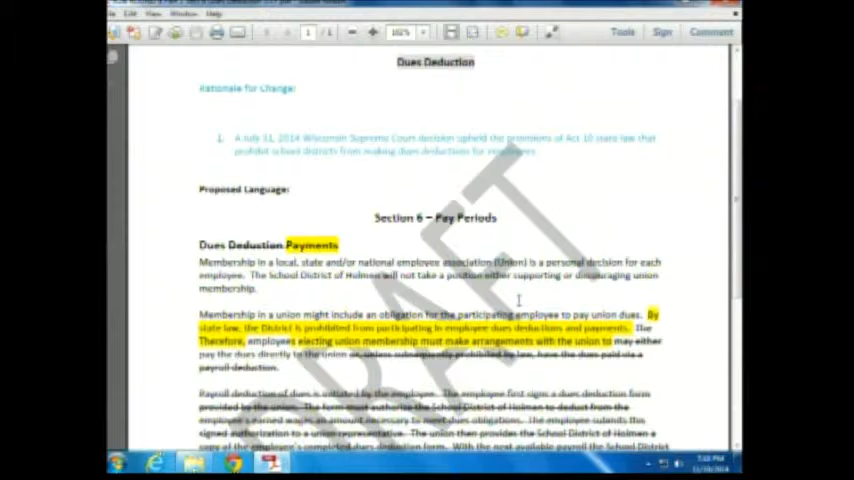 Edit View Window Help
1 / 1 102% Tools Sign Comment
Dues Deduction
Rationale for Change:
1. A July 31, 2014 Wisconsin Supreme Court decision upheld the provisions of Act 10 state law that
prohibit school districts from making dues deductions for employees.
Proposed Language:
Section 6 – Pay Periods
Dues Deduction Payments
Membership in a local, state and/or national employee association (Union) is a personal decision for each
employee. The School District of Holmen will not take a position either supporting or discouraging union
membership.
Membership in a union might include an obligation for the participating employee to pay union dues. By
state law, the District is prohibited from participating in employee dues deductions and payments. The
Therefore, employees electing union membership must make arrangements with the union to may either
pay the dues directly to the union or, unless subsequently prohibited by law, have the dues paid via a
payroll deduction.
Payroll deduction of dues is initiated by the employee. The employee first signs a dues deduction form
provided by the union. The form must authorize the School District of Holmen to deduct from the
employee's earned wages an amount necessary to meet dues obligations. The employee submits this
signed authorization to a union representative. The union then provides the School District of Holmen a
copy of the employee's completed dues deduction form. With the next available payroll the School District
DRAFT